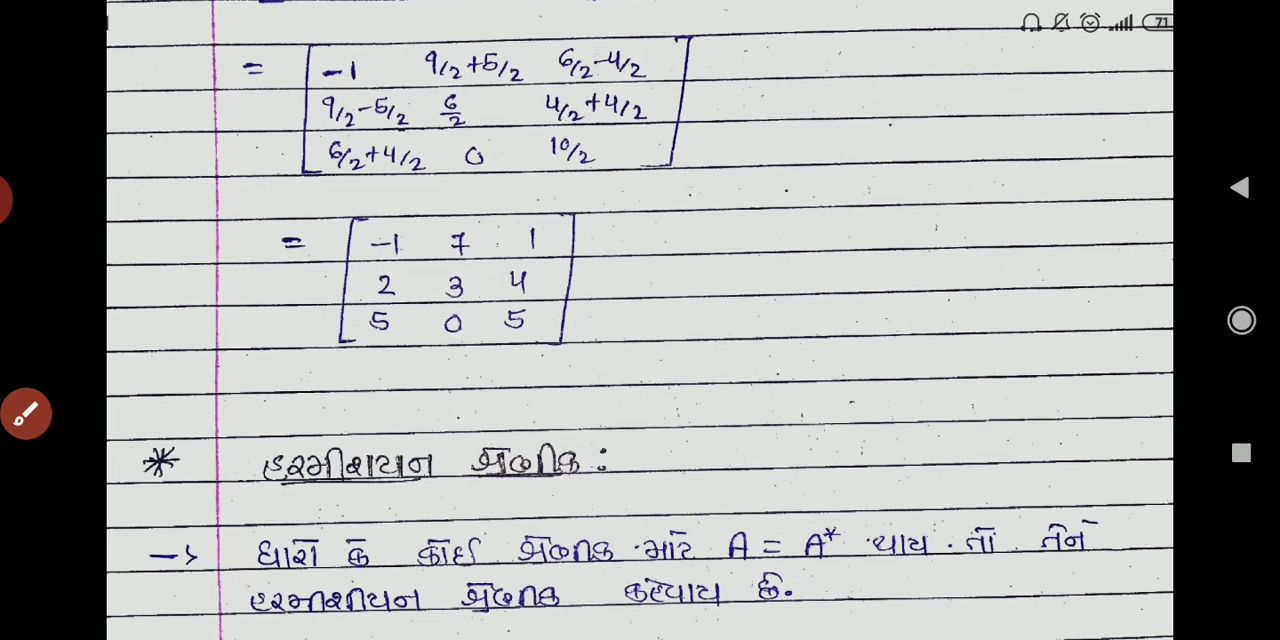 71
= [ -1 9/2+5/2 6/2-4/2
9/2-5/2 6/2 4/2+4/2
6/2+4/2 0 10/2 ]
= [ -1 7 1
2 3 4
5 0 5 ]
* હરમીશયન શ્રેણીક :
→ ધારો કે કોઈ શ્રેણીક માટે A = A* થાય તો તેને
હરમીશીયન શ્રેણીક કહેવાય છે.